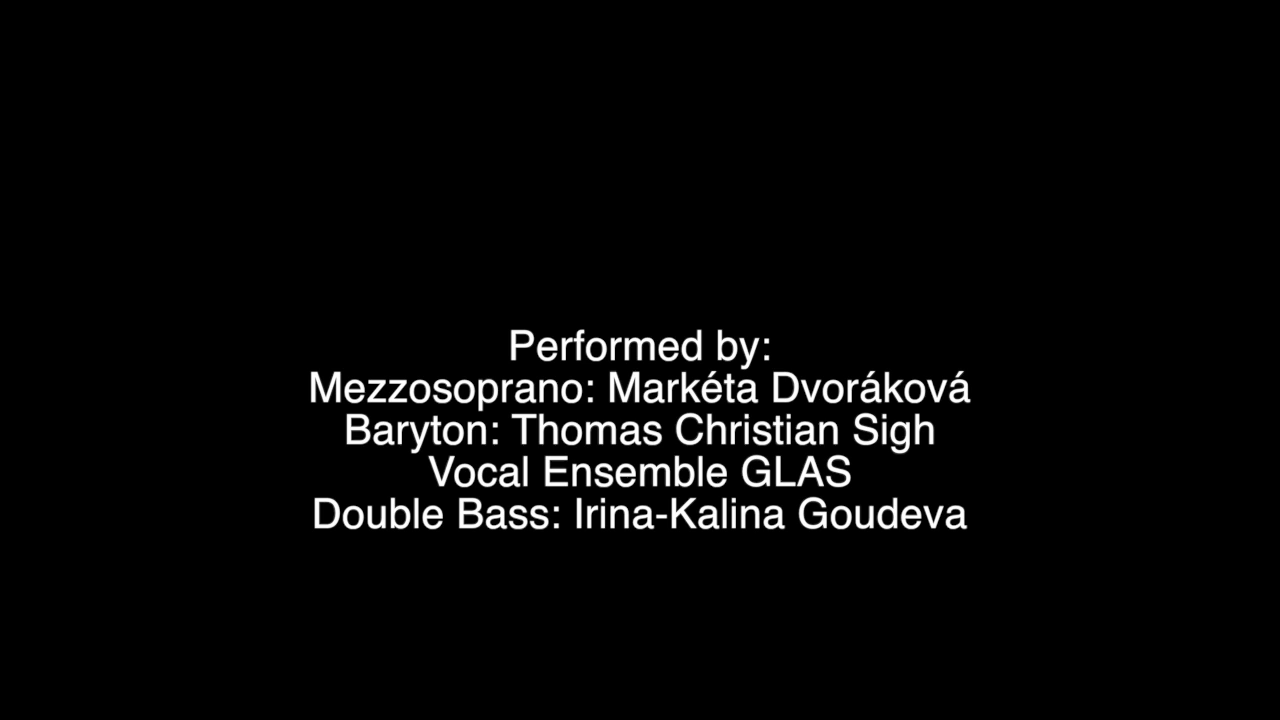 Performed by:
Mezzosoprano: Markéta Dvoráková
Baryton: Thomas Christian Sigh
Vocal Ensemble GLAS
Double Bass: Irina-Kalina Goudeva